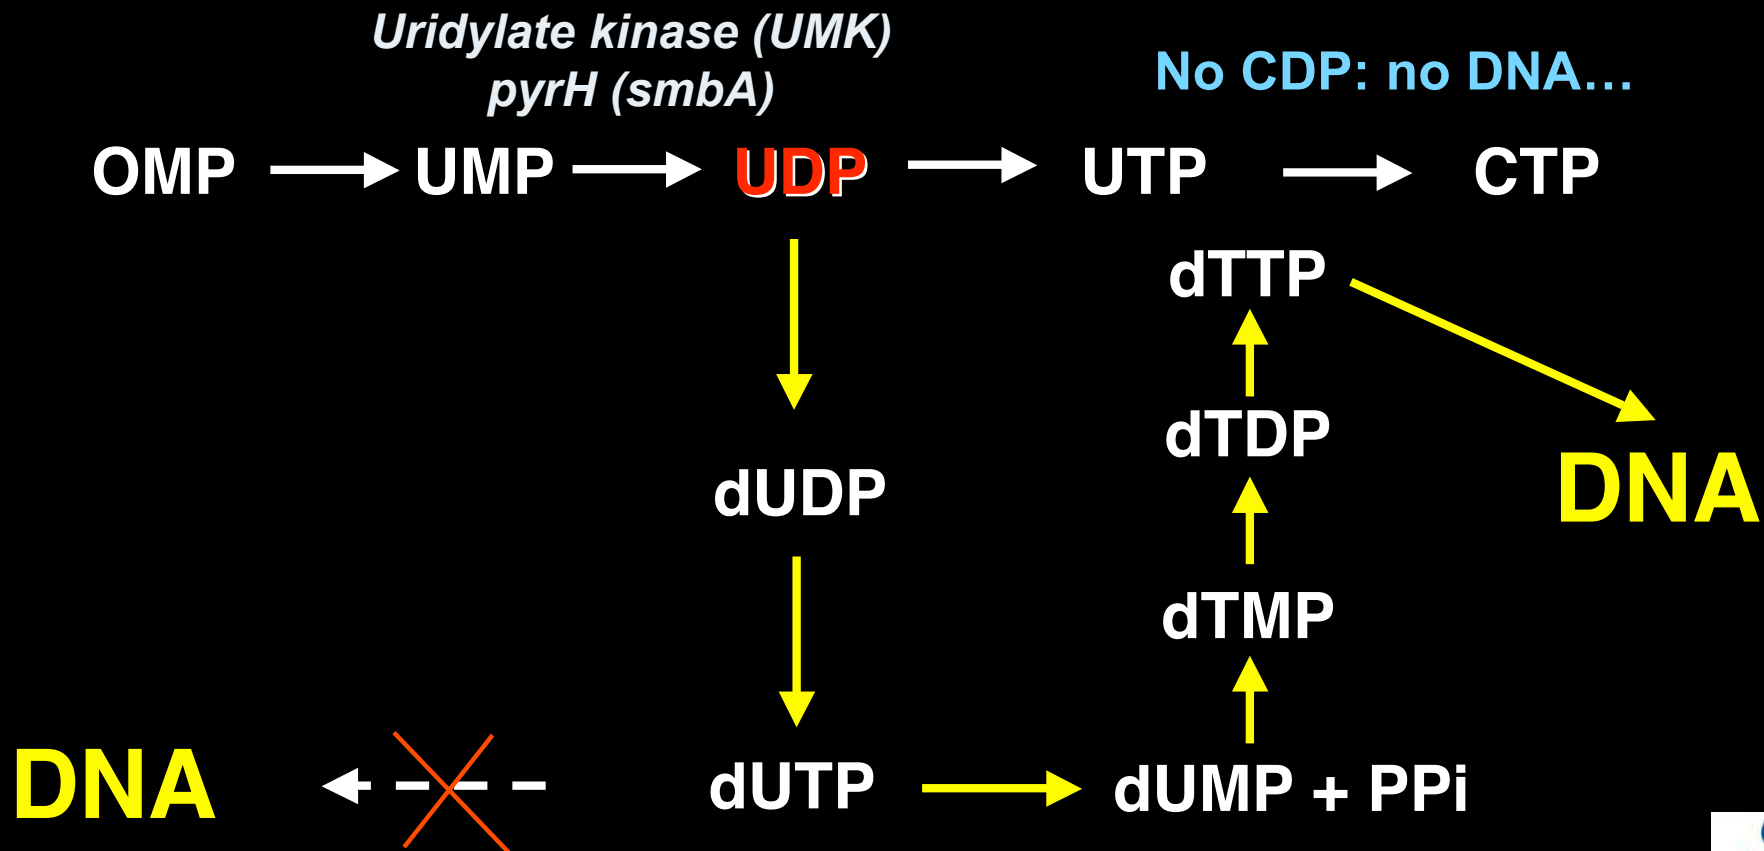 Uridylate kinase (UMK)
pyrH (smbA)
No CDP: no DNA…
OMP UMP UDP UTP CTP
dTTP
dTDP
DNA
dUDP
dTMP
DNA dUTP dUMP + PPi